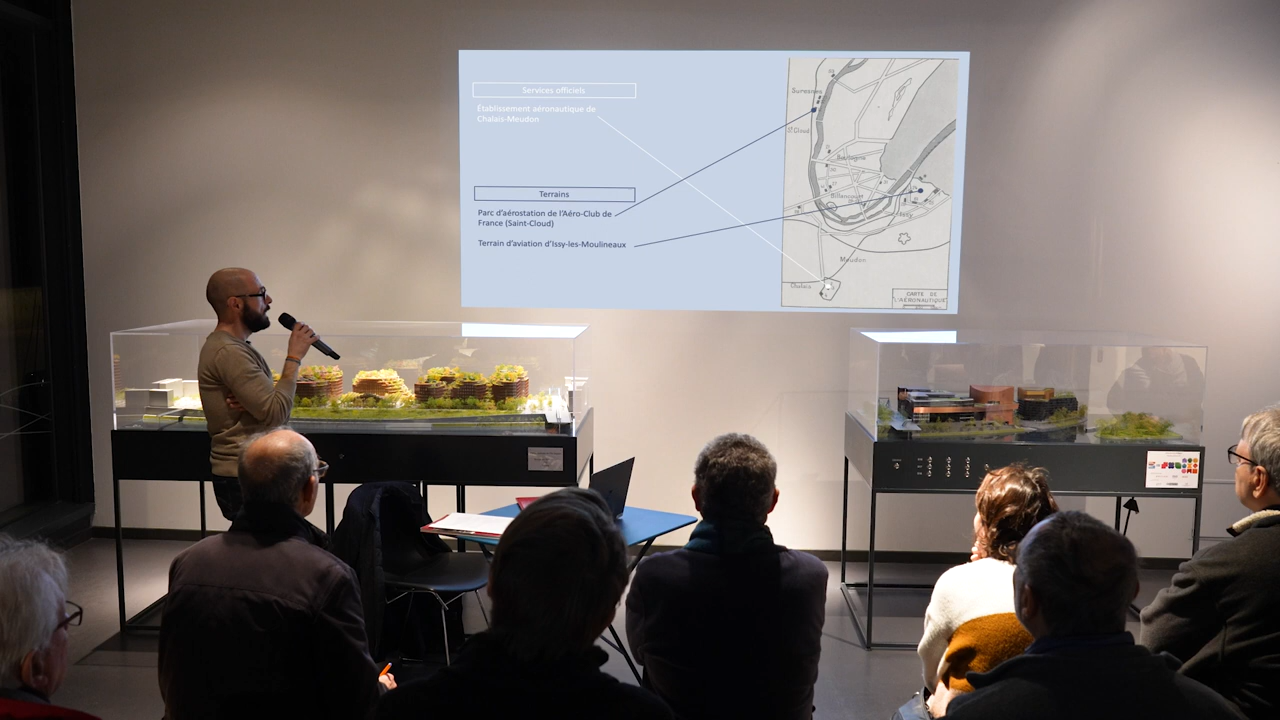 Services officiels
Établissement aéronautique de
Chalais-Meudon
Terrains
Parc d'aérostation de l'Aéro-Club de
France (Saint-Cloud)
Terrain d'aviation d'Issy-les-Moulineaux
Suresnes
St Cloud
Boulogne
Billancourt
Issy
Meudon
Chalais
CARTE DE
L'AÉRONAUTIQUE